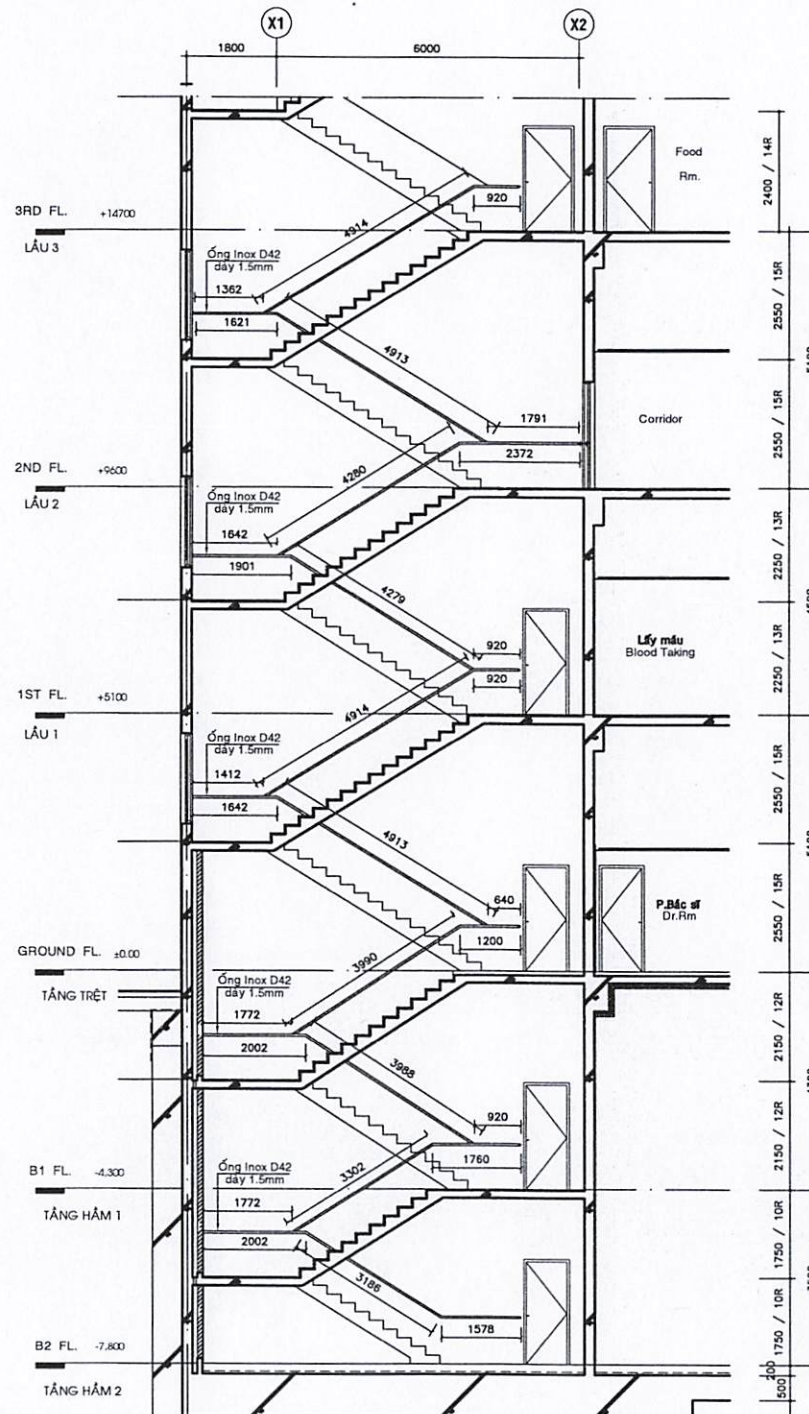 X1
X2
1800
6000
Food
Rm.
920
2400 / 14R
3RD FL. +14700
LẦU 3
4914
Ống Inox D42
dầy 1.5mm
1362
1621
2550 / 15R
4913
1791
2372
Corridor
2550 / 15R
2ND FL. +9600
LẦU 2
4280
Ống Inox D42
dầy 1.5mm
1642
1901
2250 / 13R
4279
920
920
Lấy máu
Blood Taking
2250 / 13R
1ST FL. +5100
LẦU 1
4914
Ống Inox D42
dầy 1.5mm
1412
1642
2550 / 15R
4913
640
1200
P.Bác sĩ
Dr.Rm
2550 / 15R
GROUND FL. ±0.00
TẦNG TRỆT
3990
Ống Inox D42
dầy 1.5mm
1772
2002
2150 / 12R
3988
920
1760
2150 / 12R
B1 FL. -4.300
TẦNG HẦM 1
3302
Ống Inox D42
dầy 1.5mm
1772
2002
1750 / 10R
3186
1578
1750 / 10R
B2 FL. -7.800
TẦNG HẦM 2
200
500